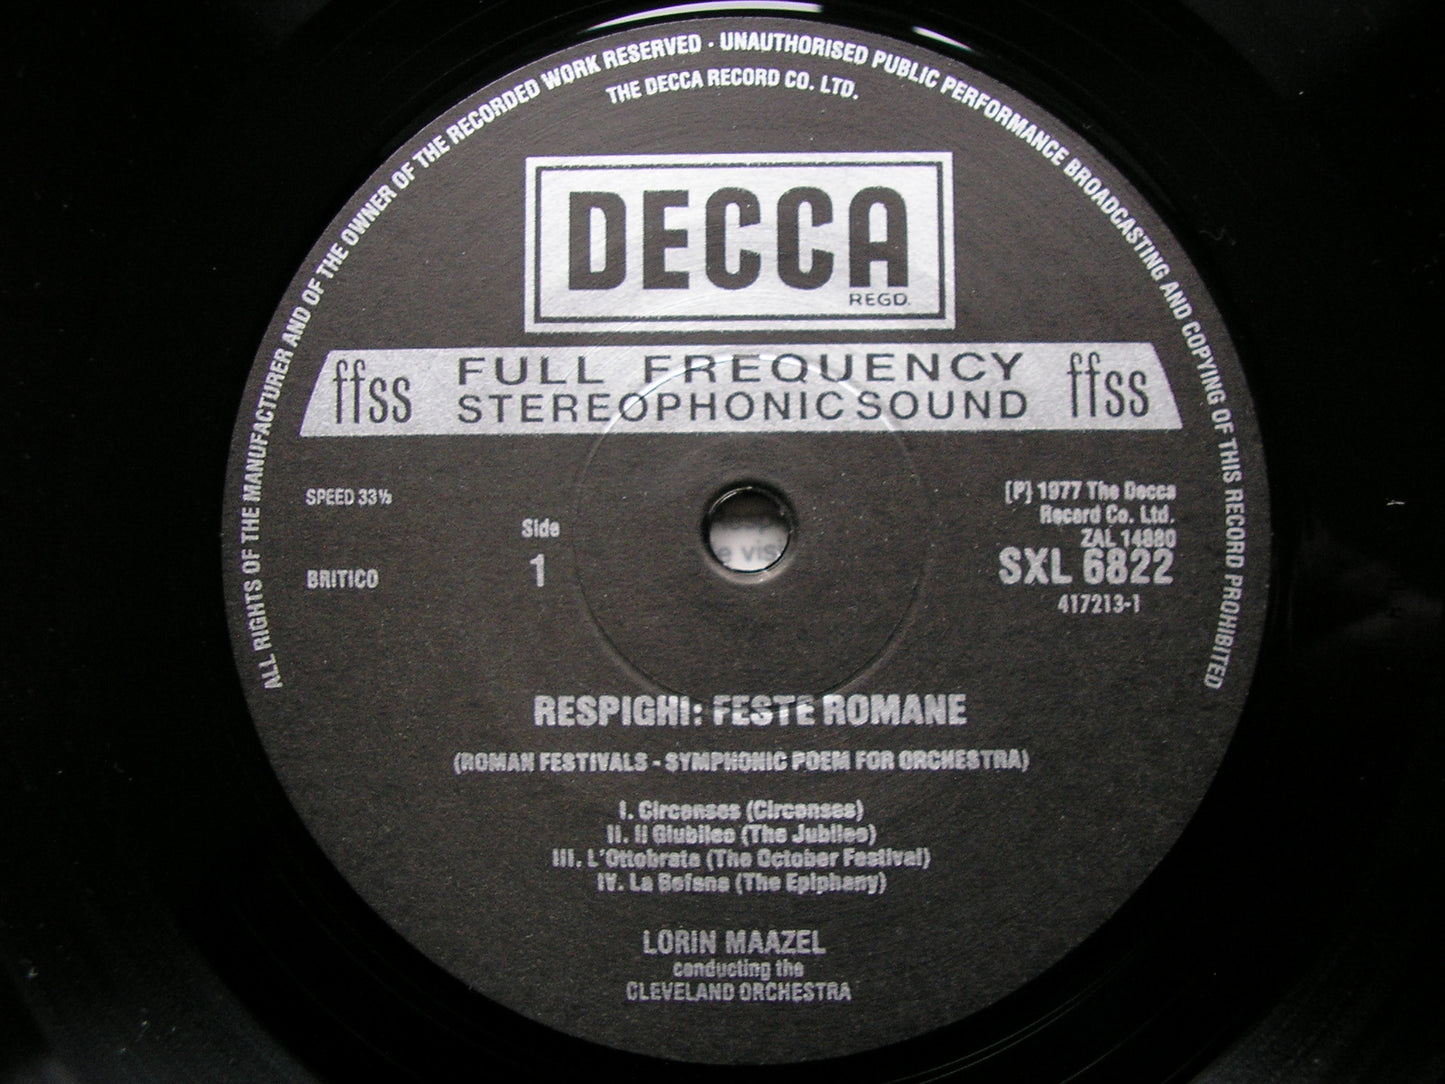 ALL RIGHTS OF THE MANUFACTURER AND OF THE OWNER OF THE RECORDED WORK RESERVED · UNAUTHORISED PUBLIC PERFORMANCE BROADCASTING AND COPYING OF THIS RECORD PROHIBITED
THE DECCA RECORD CO. LTD.
DECCA
REGD.
ffss FULL FREQUENCY ffss
STEREOPHONIC SOUND
SPEED 33⅓
(P) 1977 The Decca
Record Co. Ltd.
Side
ZAL 14880
1
SXL 6822
BRITICO
417213-1
e vis
RESPIGHI: FESTE ROMANE
(ROMAN FESTIVALS - SYMPHONIC POEM FOR ORCHESTRA)
I. Circenses (Circenses)
II. Il Giubileo (The Jubilee)
III. L'Ottobrata (The October Festival)
IV. La Befana (The Epiphany)
LORIN MAAZEL
conducting the
CLEVELAND ORCHESTRA